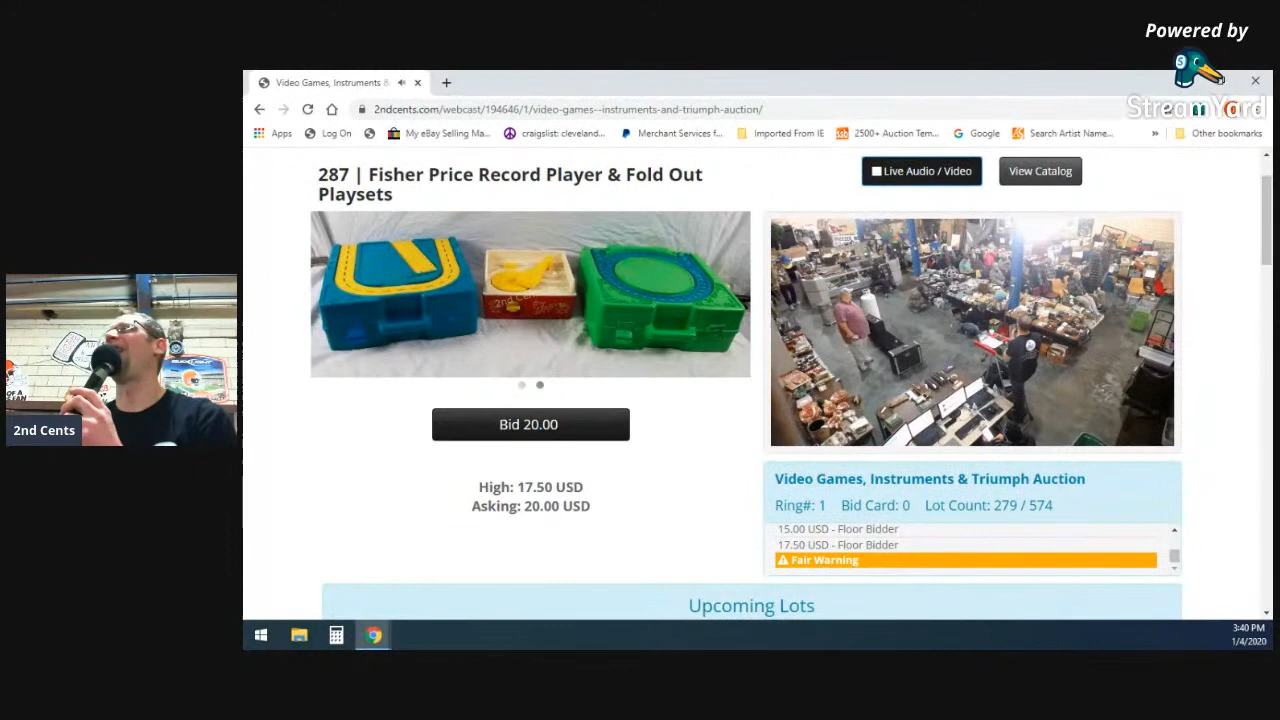 Powered by
StreamYard
Video Games, Instruments &
2ndcents.com/webcast/194646/1/video-games--instruments-and-triumph-auction/
Apps
Log On
My eBay Selling Ma...
craigslist: cleveland...
Merchant Services f...
Imported From IE
2500+ Auction Tem...
Google
Search Artist Name...
»
Other bookmarks
287 | Fisher Price Record Player & Fold Out
Playsets
Live Audio / Video
View Catalog
2nd Cent
Bid 20.00
High: 17.50 USD
Asking: 20.00 USD
Video Games, Instruments & Triumph Auction
Ring#: 1 Bid Card: 0 Lot Count: 279 / 574
15.00 USD - Floor Bidder
17.50 USD - Floor Bidder
Fair Warning
Upcoming Lots
2nd Cents
3:40 PM
1/4/2020